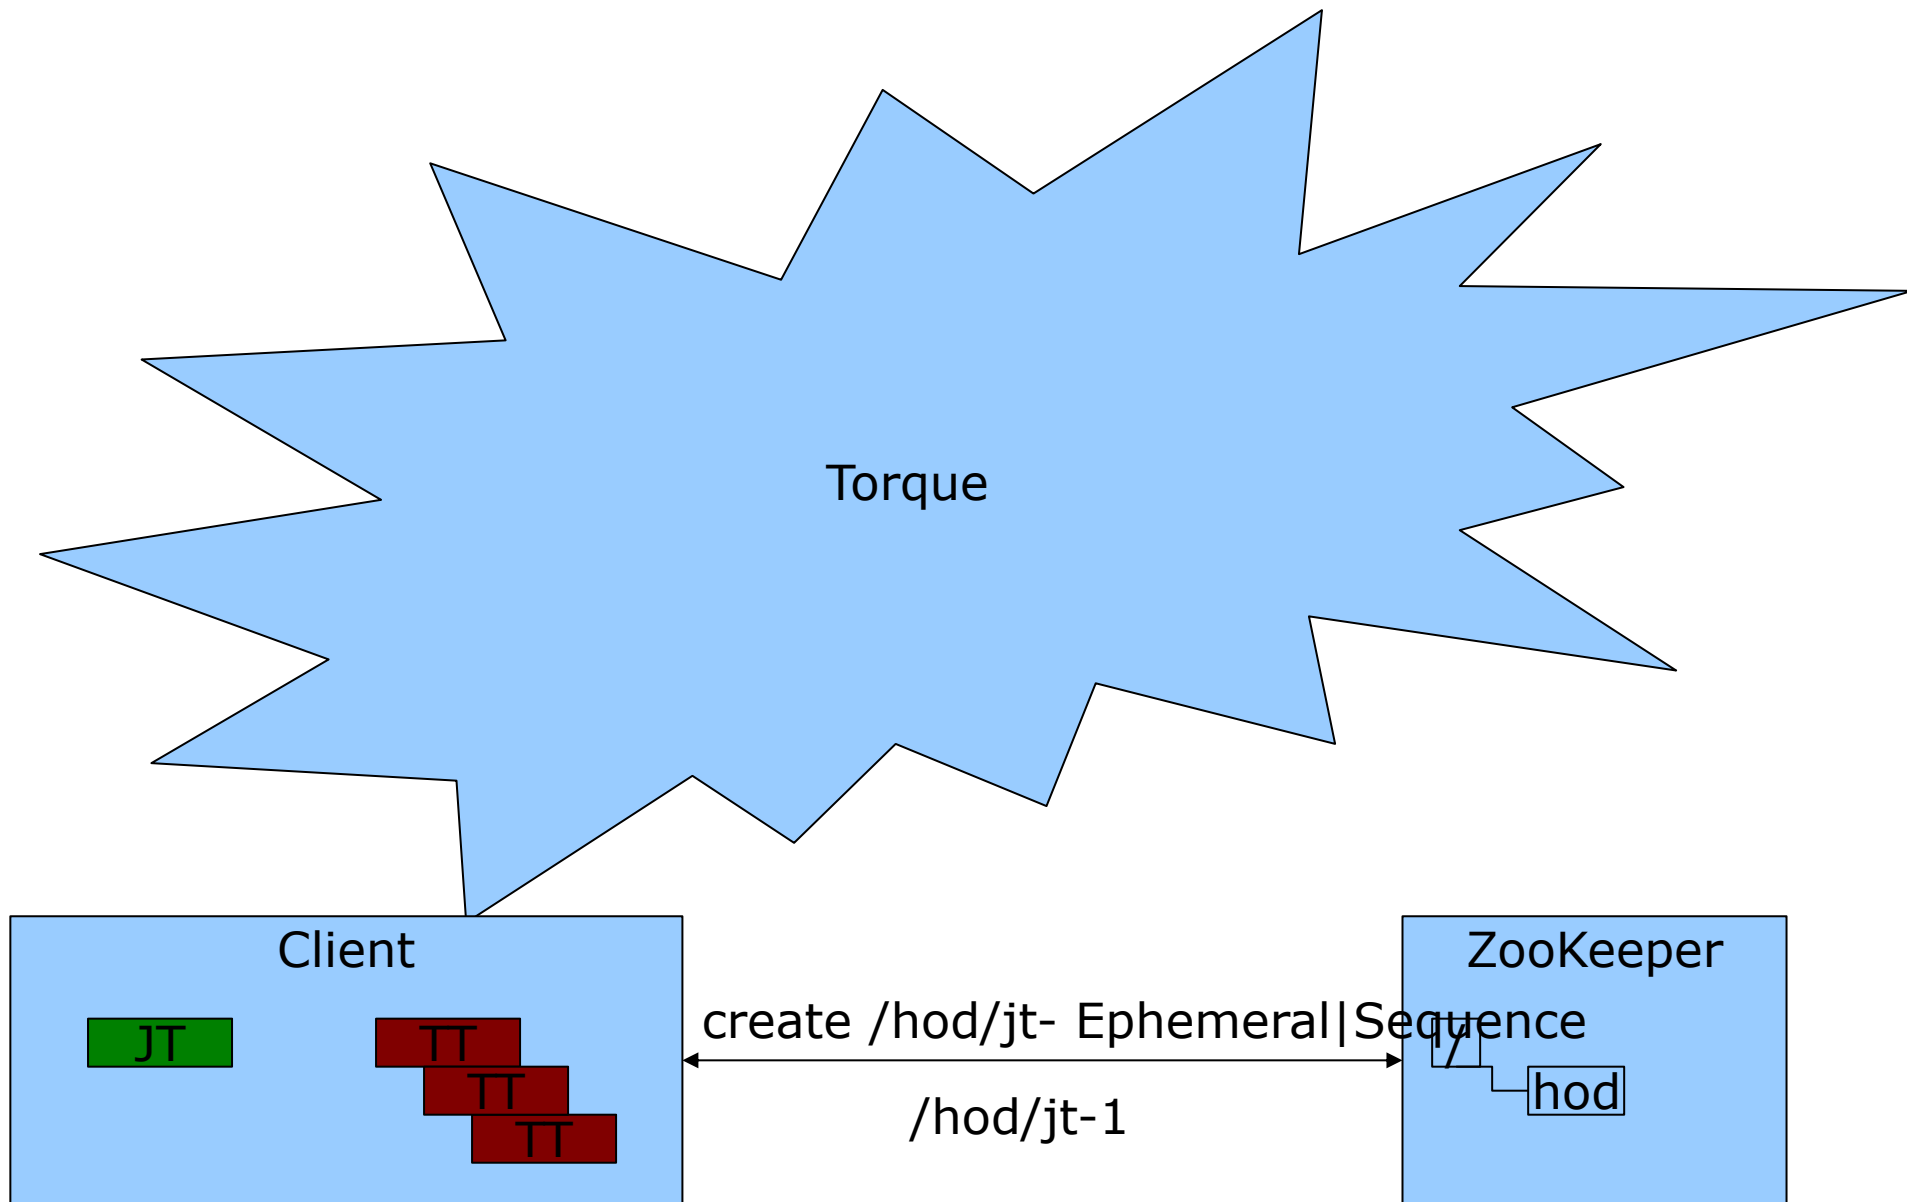 Torque
Client
ZooKeeper
JT
TT
TT
TT
create /hod/jt- Ephemeral|Sequence
/hod/jt-1
/
hod